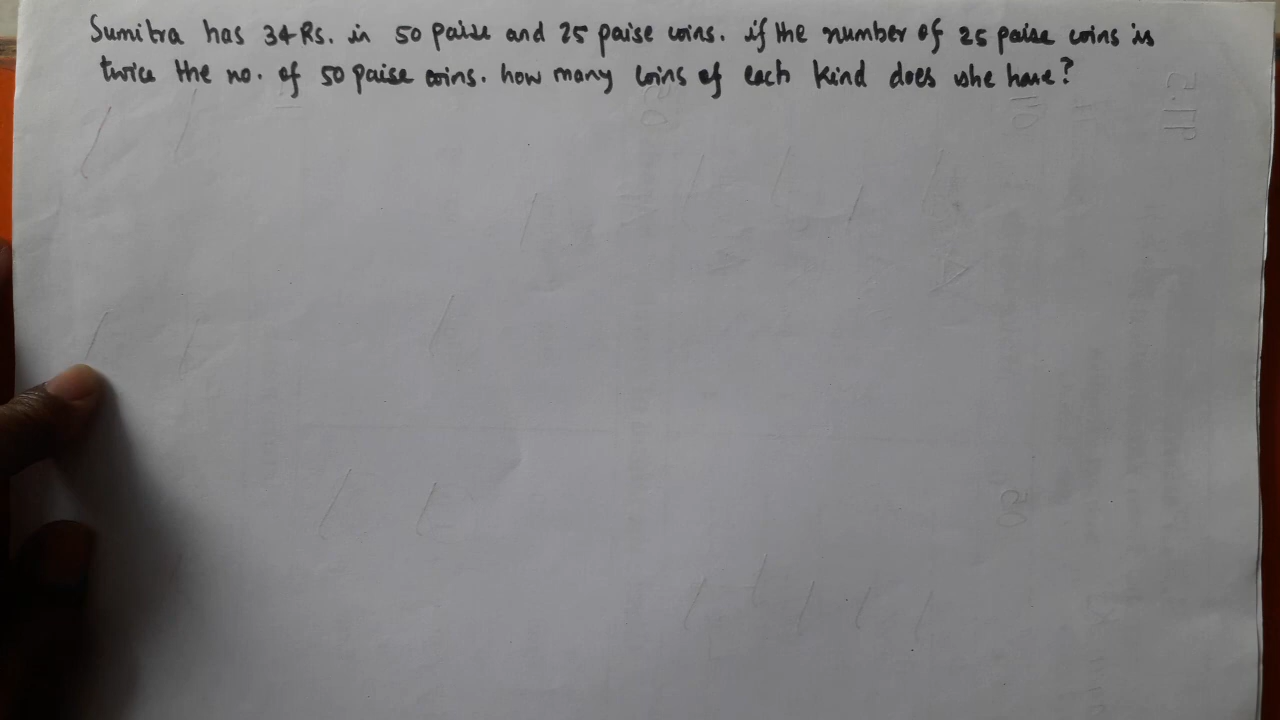 Sumitra has 34 Rs. in 50 paise and 25 paise coins. if the number of 25 paise coins is
twice the no. of 50 paise coins. how many coins of each kind does she have?